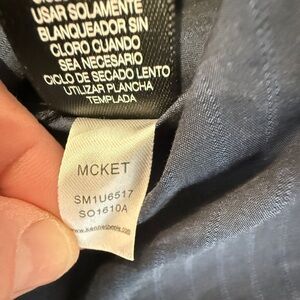 USAR SOLAMENTE
BLANQUEADOR SIN
CLORO CUANDO
SEA NECESARIO
CICLO DE SECADO LENTO
UTILIZAR PLANCHA
TEMPLADA
MCKET
SM1U6517
SO1610A